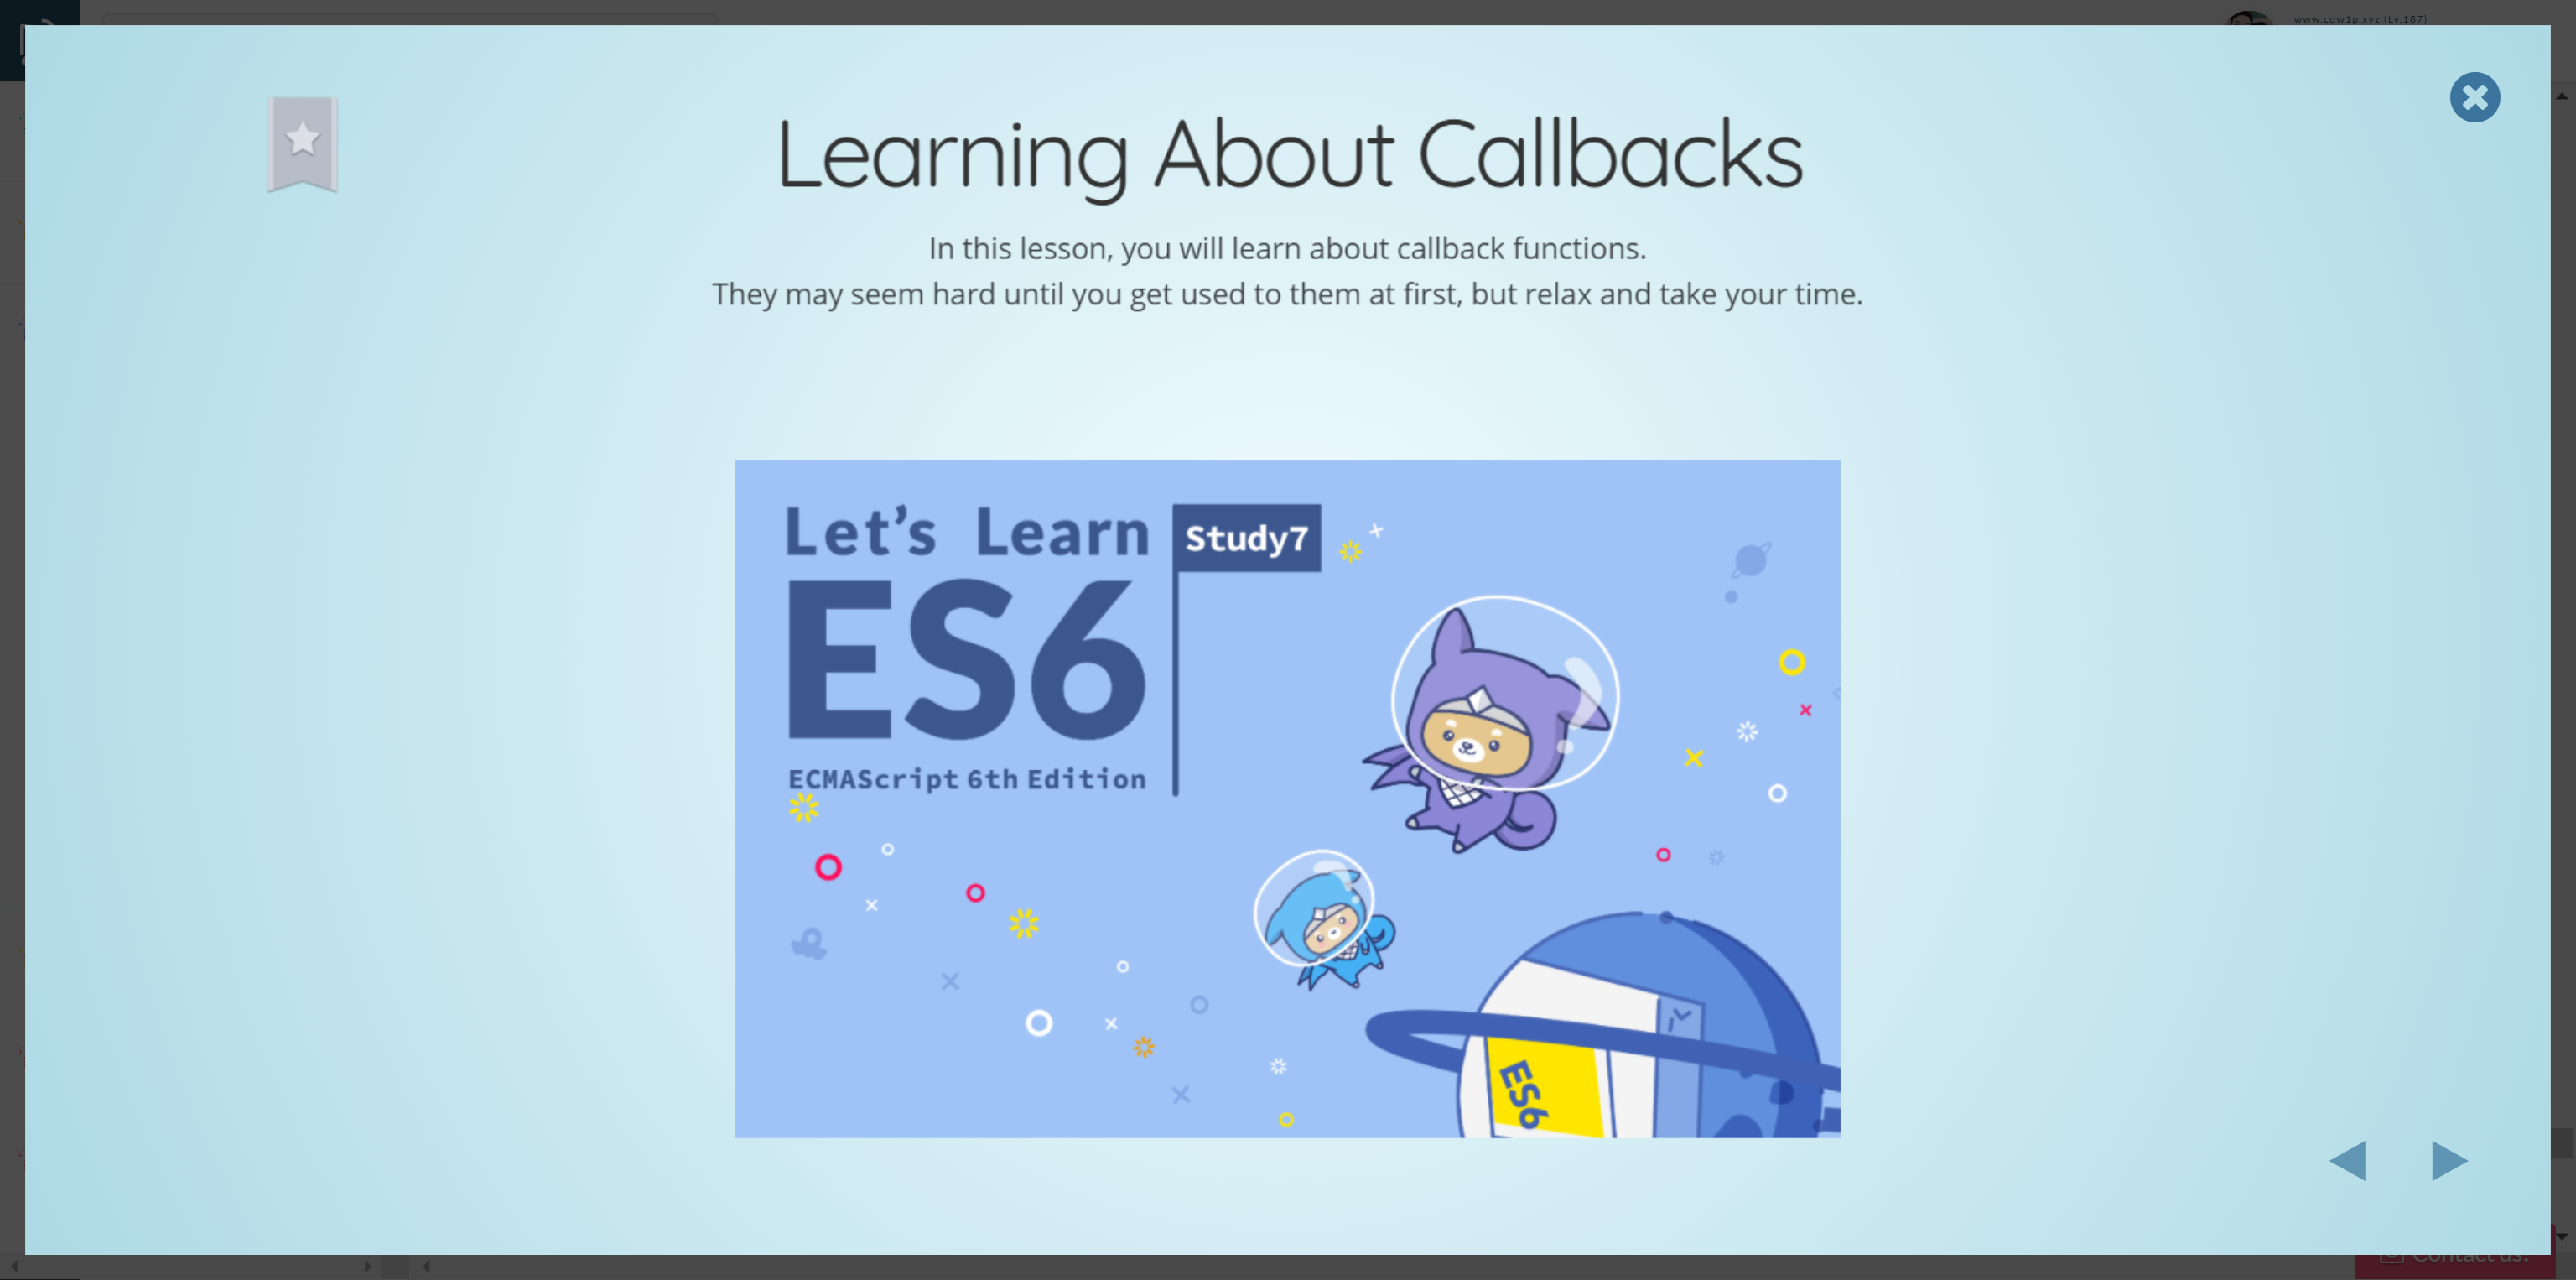 www.cdw1p.xyz (Lv.187)
Learning About Callbacks
In this lesson, you will learn about callback functions.
They may seem hard until you get used to them at first, but relax and take your time.
Let's Learn
Study7
ES6
ECMAScript 6th Edition
ES6
Contact us!